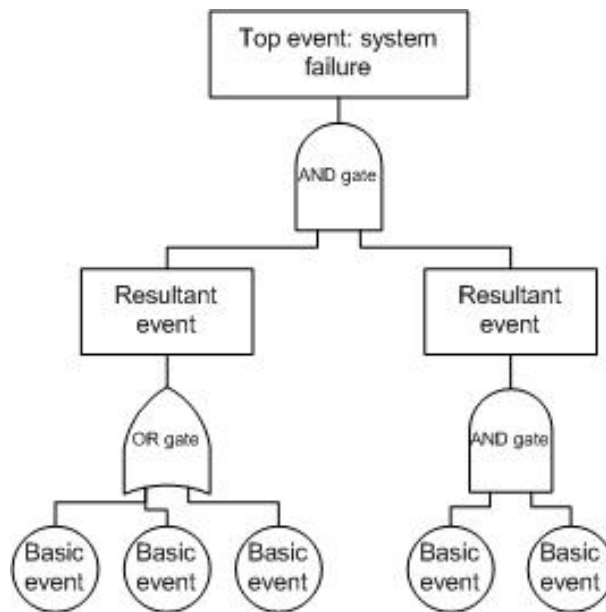 Top event: system
failure
AND gate
Resultant
event
Resultant
event
OR gate
AND gate
Basic
event
Basic
event
Basic
event
Basic
event
Basic
event